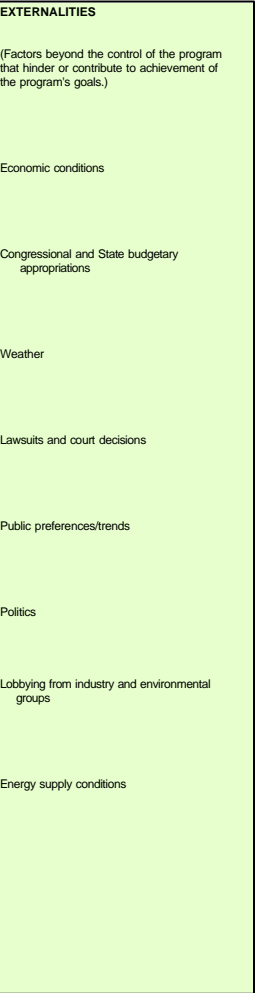 EXTERNALITIES
(Factors beyond the control of the program
that hinder or contribute to achievement of
the program's goals.)
Economic conditions
Congressional and State budgetary
appropriations
Weather
Lawsuits and court decisions
Public preferences/trends
Politics
Lobbying from industry and environmental
groups
Energy supply conditions